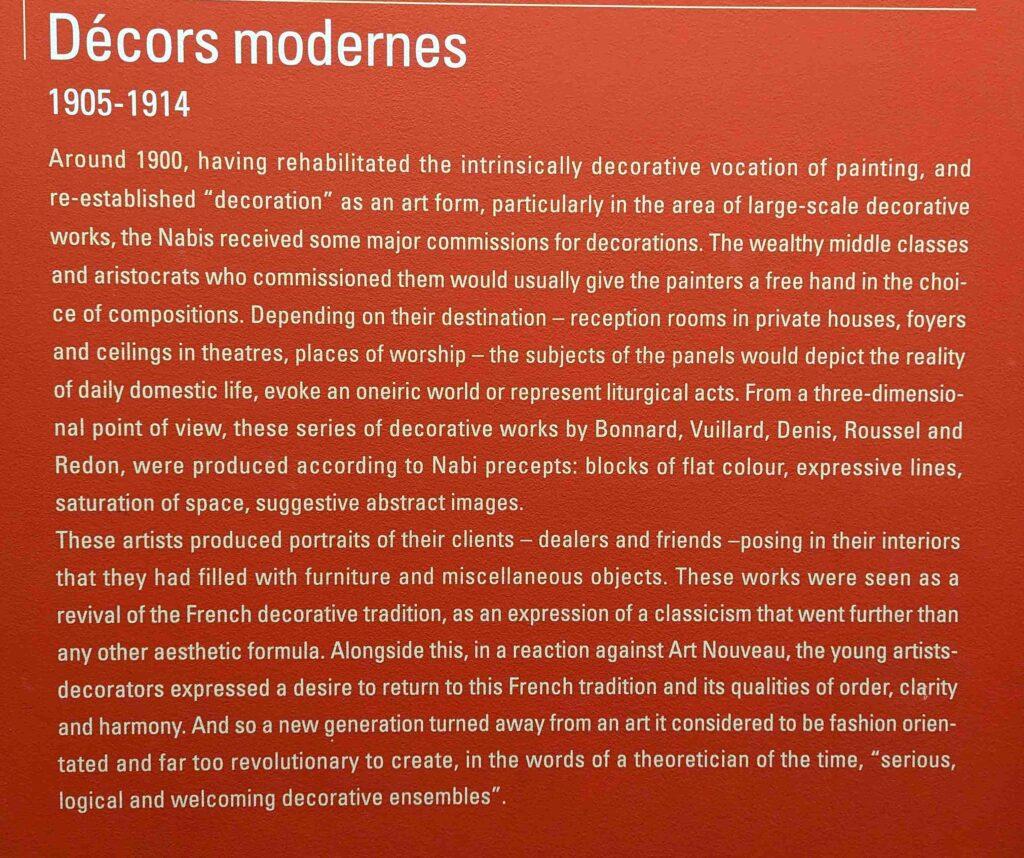 Décors modernes
1905-1914
Around 1900, having rehabilitated the intrinsically decorative vocation of painting, and
re-established “decoration” as an art form, particularly in the area of large-scale decorative
works, the Nabis received some major commissions for decorations. The wealthy middle classes
and aristocrats who commissioned them would usually give the painters a free hand in the choi-
ce of compositions. Depending on their destination – reception rooms in private houses, foyers
and ceilings in theatres, places of worship – the subjects of the panels would depict the reality
of daily domestic life, evoke an oneiric world or represent liturgical acts. From a three-dimensio-
nal point of view, these series of decorative works by Bonnard, Vuillard, Denis, Roussel and
Redon, were produced according to Nabi precepts: blocks of flat colour, expressive lines,
saturation of space, suggestive abstract images.
These artists produced portraits of their clients – dealers and friends –posing in their interiors
that they had filled with furniture and miscellaneous objects. These works were seen as a
revival of the French decorative tradition, as an expression of a classicism that went further than
any other aesthetic formula. Alongside this, in a reaction against Art Nouveau, the young artists-
decorators expressed a desire to return to this French tradition and its qualities of order, clarity
and harmony. And so a new generation turned away from an art it considered to be fashion orien-
tated and far too revolutionary to create, in the words of a theoretician of the time, “serious,
logical and welcoming decorative ensembles”.